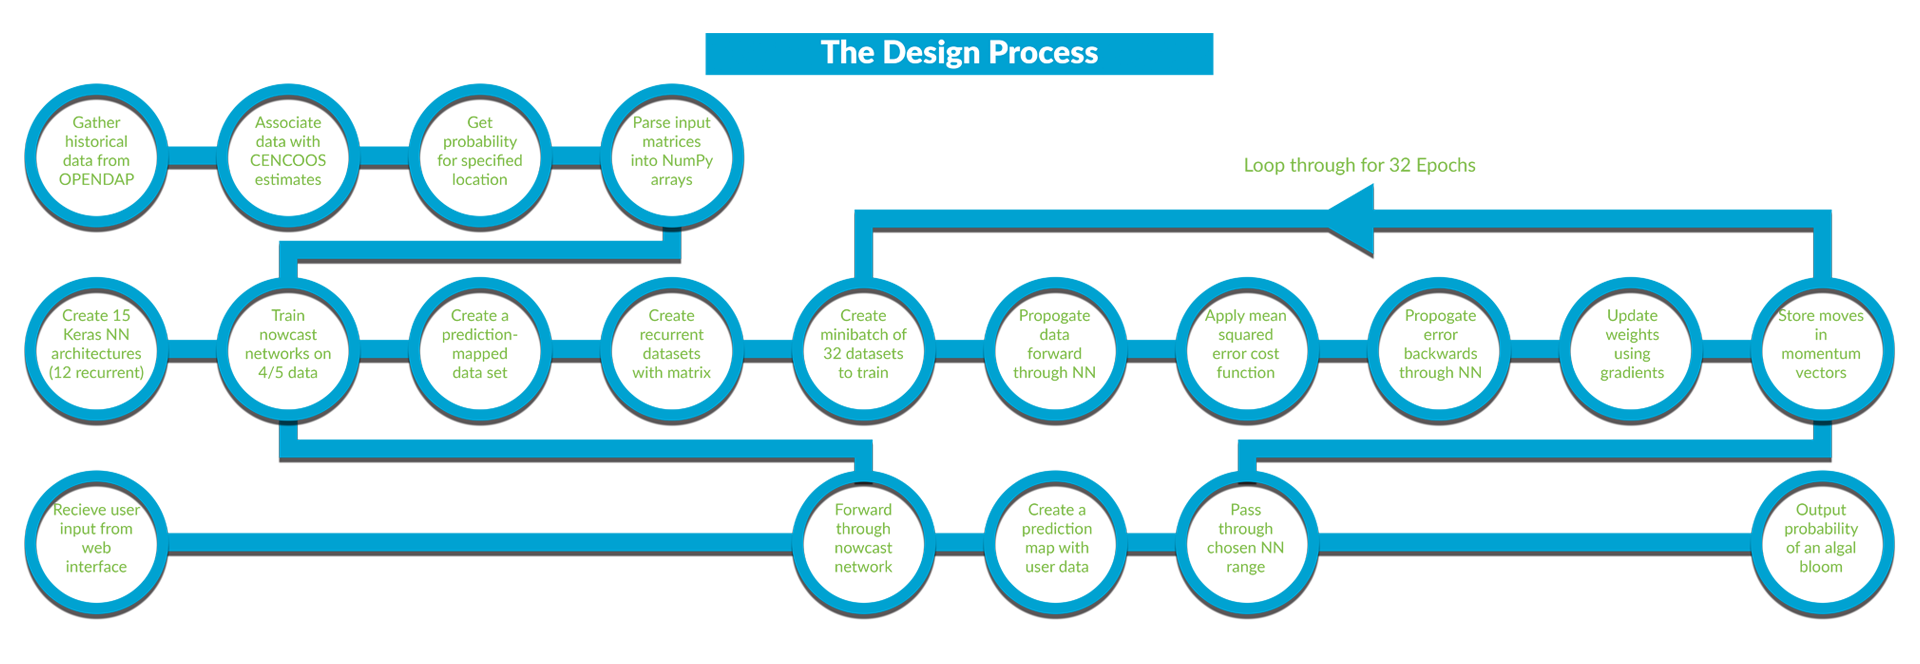 The Design Process
Gather
historical
data from
OPENDAP
Associate
data with
CENCOOS
estimates
Get
probability
for specified
location
Parse input
matrices
into NumPy
arrays
Loop through for 32 Epochs
Create 15
Keras NN
architectures
(12 recurrent)
Train
nowcast
networks on
4/5 data
Create a
prediction-
mapped
data set
Create
recurrent
datasets
with matrix
Create
minibatch of
32 datasets
to train
Propogate
data
forward
through NN
Apply mean
squared
error cost
function
Propogate
error
backwards
through NN
Update
weights
using
gradients
Store moves
in
momentum
vectors
Recieve user
input from
web
interface
Forward
through
nowcast
network
Create a
prediction
map with
user data
Pass
through
chosen NN
range
Output
probability
of an algal
bloom